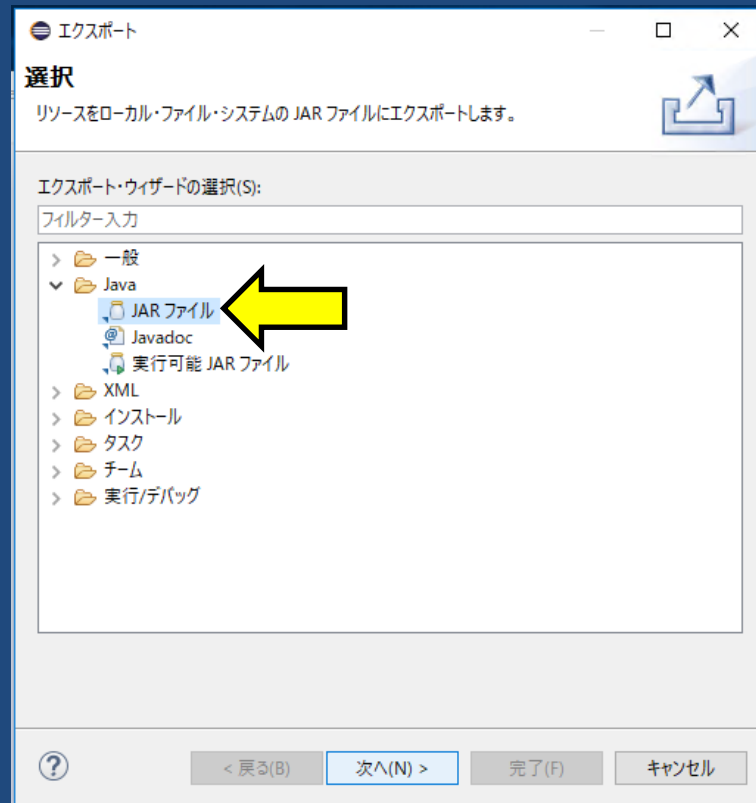 エクスポート
選択
リソースをローカル・ファイル・システムの JAR ファイルにエクスポートします。
エクスポート・ウィザードの選択(S):
フィルター入力
一般
Java
JAR ファイル
Javadoc
実行可能 JAR ファイル
XML
インストール
タスク
チーム
実行/デバッグ
?
< 戻る(B) 次へ(N) > 完了(F) キャンセル